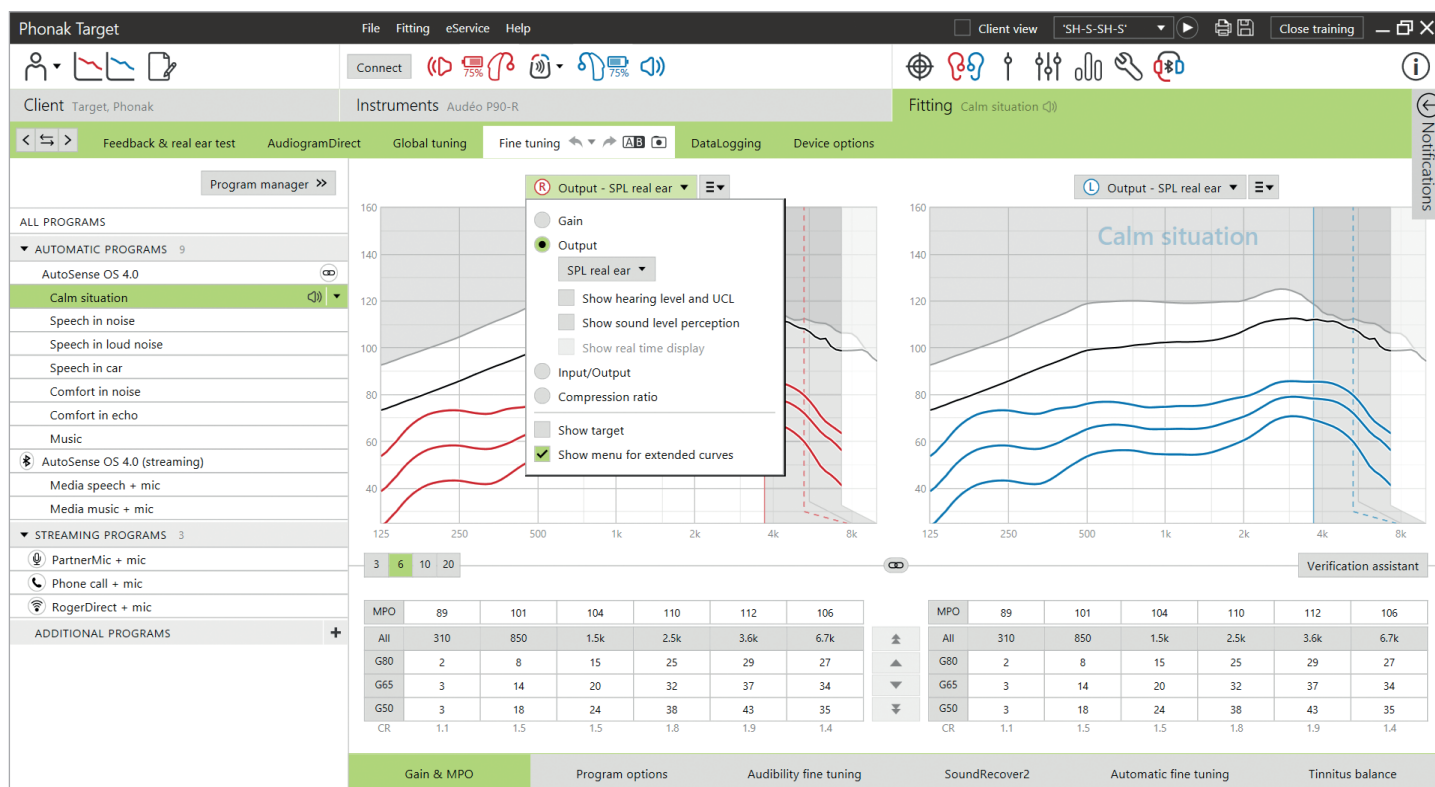 Phonak Target File Fitting eService Help Client view 'SH-S-SH-S' Close training
Connect 75% 75%
Client Target, Phonak Instruments Audéo P90-R Fitting Calm situation
Feedback & real ear test AudiogramDirect Global tuning Fine tuning AB DataLogging Device options
Notifications
Program manager
ALL PROGRAMS
AUTOMATIC PROGRAMS 9
AutoSense OS 4.0
Calm situation
Speech in noise
Speech in loud noise
Speech in car
Comfort in noise
Comfort in echo
Music
AutoSense OS 4.0 (streaming)
Media speech + mic
Media music + mic
STREAMING PROGRAMS 3
PartnerMic + mic
Phone call + mic
RogerDirect + mic
ADDITIONAL PROGRAMS +
R Output - SPL real ear
Gain
Output
SPL real ear
Show hearing level and UCL
Show sound level perception
Show real time display
Input/Output
Compression ratio
Show target
Show menu for extended curves
160
140
120
100
80
60
40
125 250 500 1k 2k 4k 8k
L Output - SPL real ear
Calm situation
160
140
120
100
80
60
40
125 250 500 1k 2k 4k 8k
3 6 10 20
Verification assistant
MPO 89 101 104 110 112 106
All 310 850 1.5k 2.5k 3.6k 6.7k
G80 2 8 15 25 29 27
G65 3 14 20 32 37 34
G50 3 18 24 38 43 35
CR 1.1 1.5 1.5 1.8 1.9 1.4
MPO 89 101 104 110 112 106
All 310 850 1.5k 2.5k 3.6k 6.7k
G80 2 8 15 25 29 27
G65 3 14 20 32 37 34
G50 3 18 24 38 43 35
CR 1.1 1.5 1.5 1.8 1.9 1.4
Gain & MPO Program options Audibility fine tuning SoundRecover2 Automatic fine tuning Tinnitus balance